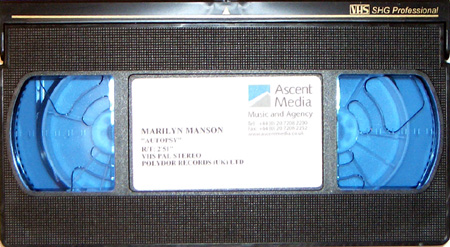 VHS SHG Professional
Ascent
Media
Music and Agency
MARILYN MANSON
"AUTOPSY"
VHS PAL STEREO
POLYDOR RECORDS (UK) LTD